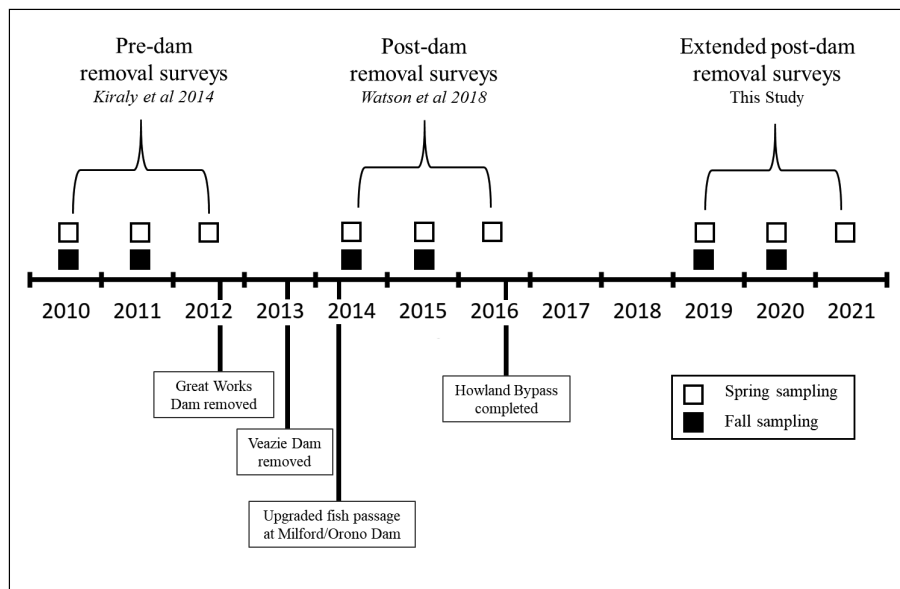 Pre-dam
removal surveys
Kiraly et al 2014
Post-dam
removal surveys
Watson et al 2018
Extended post-dam
removal surveys
This Study
2010 2011 2012 2013 2014 2015 2016 2017 2018 2019 2020 2021
Great Works
Dam removed
Veazie Dam
removed
Upgraded fish passage
at Milford/Orono Dam
Howland Bypass
completed
Spring sampling
Fall sampling